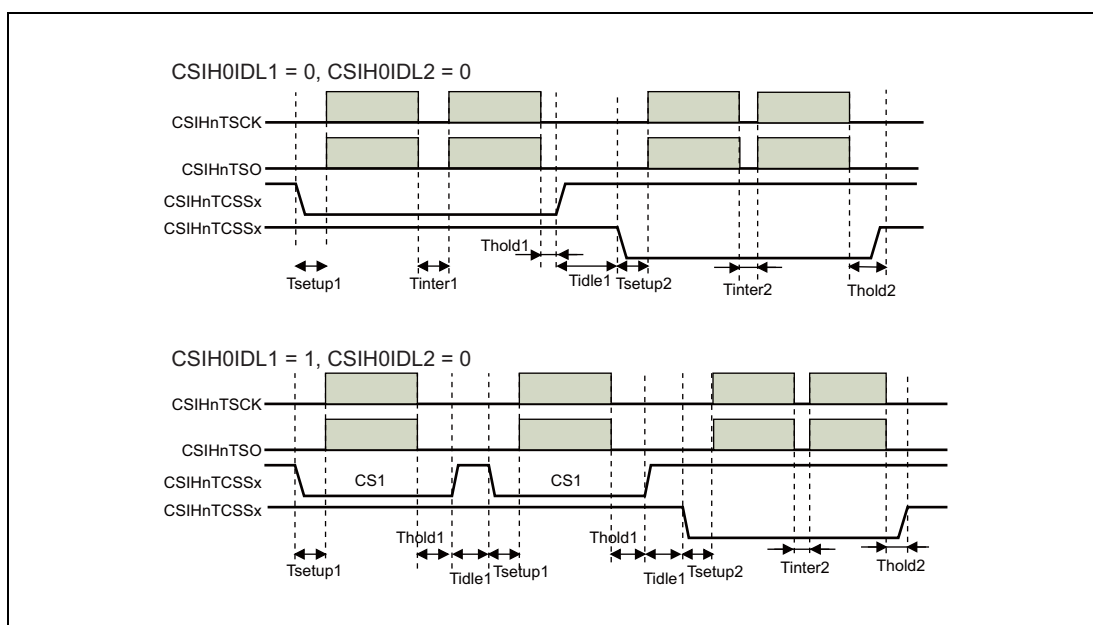 CSIH0IDL1 = 0, CSIH0IDL2 = 0
CSIHnTSCK
CSIHnTSO
CSIHnTCSSx
CSIHnTCSSx
Thold1
Tsetup1
Tinter1
Tidle1
Tsetup2
Tinter2
Thold2
CSIH0IDL1 = 1, CSIH0IDL2 = 0
CSIHnTSCK
CSIHnTSO
CSIHnTCSSx
CS1
CS1
CSIHnTCSSx
Thold1
Thold1
Tsetup1
Tidle1
Tsetup1
Tidle1
Tsetup2
Tinter2
Thold2